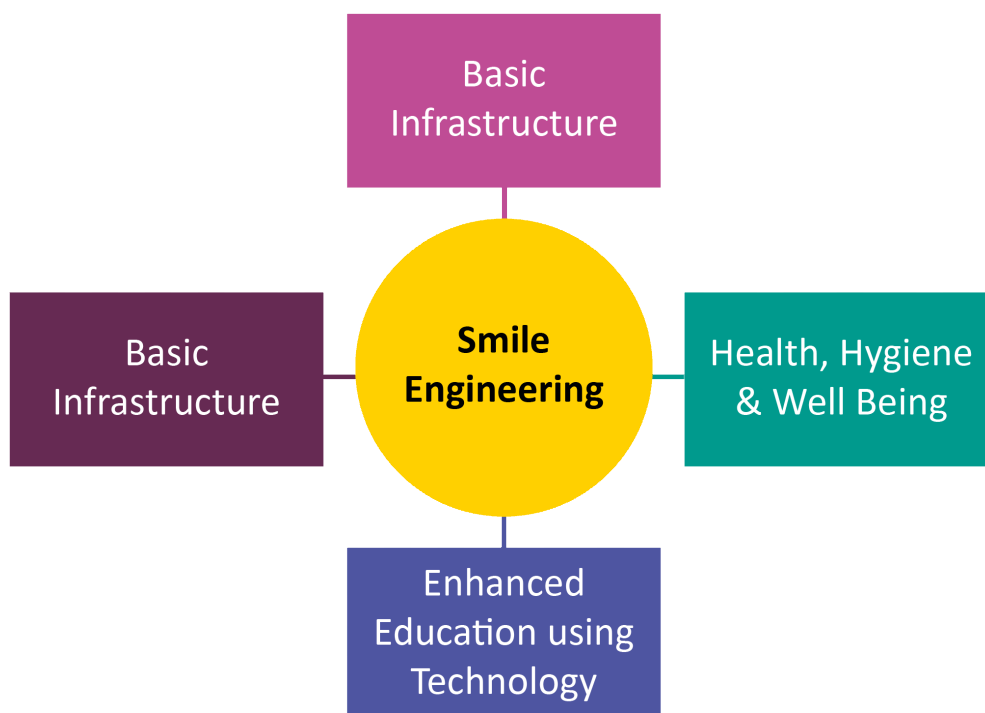 Basic
Infrastructure
Basic
Infrastructure
Smile
Engineering
Health, Hygiene
& Well Being
Enhanced
Education using
Technology